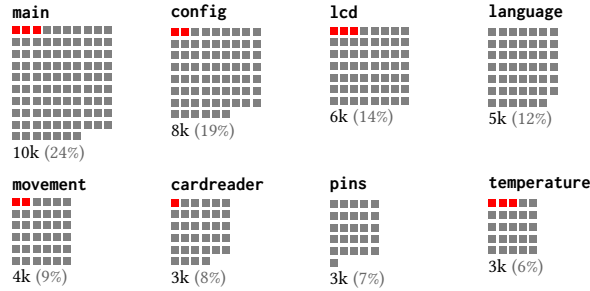 main
config
lcd
language
10k (24%)
8k (19%)
6k (14%)
5k (12%)
movement
cardreader
pins
temperature
4k (9%)
3k (8%)
3k (7%)
3k (6%)